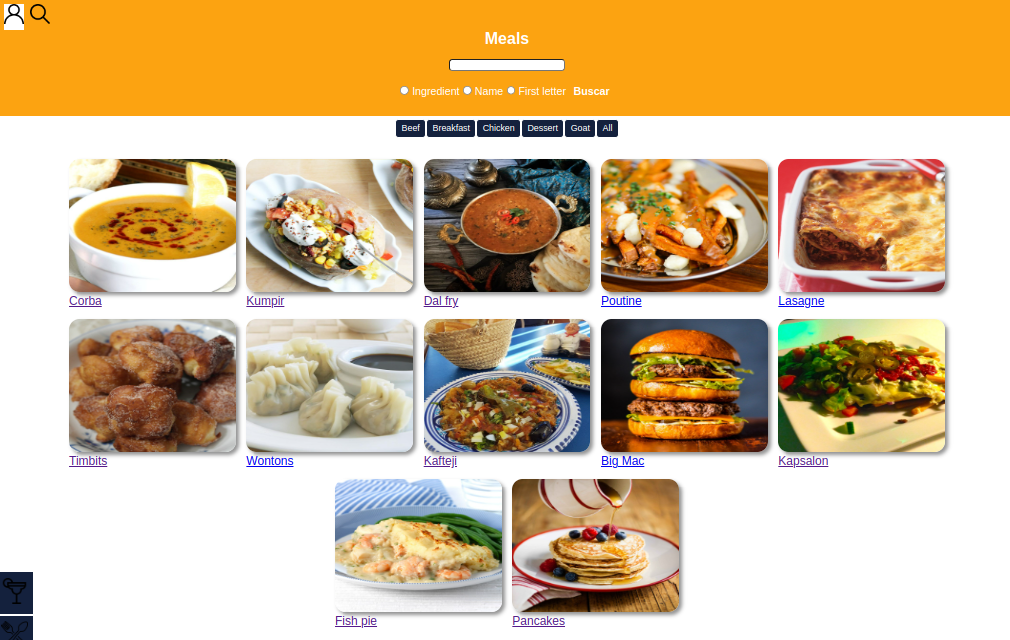 Meals
Ingredient Name First letter Buscar
Beef Breakfast Chicken Dessert Goat All
Corba Kumpir Dal fry Poutine Lasagne
Timbits Wontons Kafteji Big Mac Kapsalon
Fish pie Pancakes